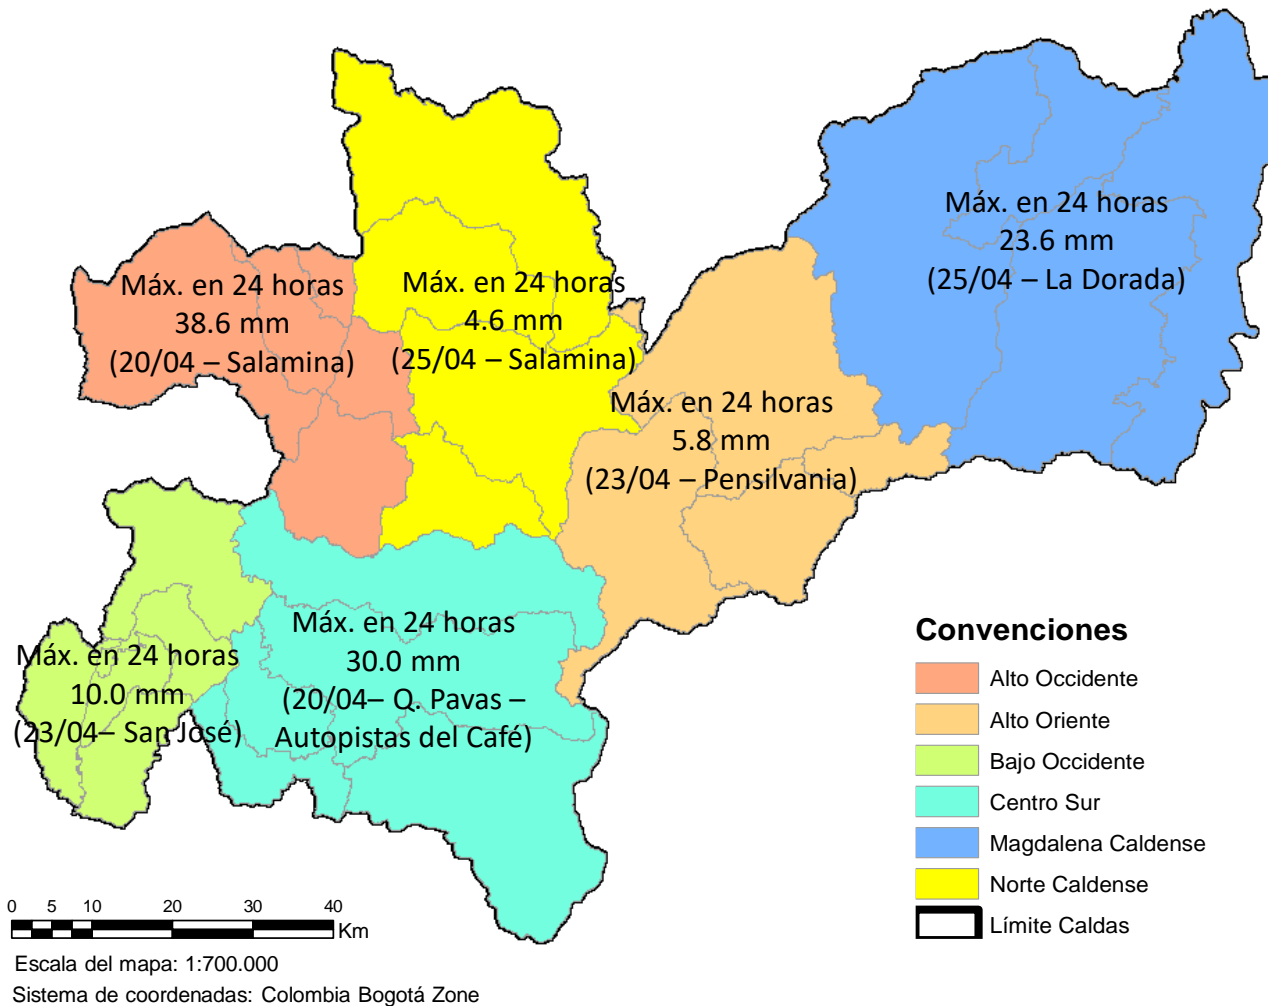 Máx. en 24 horas
23.6 mm
(25/04 – La Dorada)
Máx. en 24 horas
38.6 mm
(20/04 – Salamina)
Máx. en 24 horas
4.6 mm
(25/04 – Salamina)
Máx. en 24 horas
5.8 mm
(23/04 – Pensilvania)
Máx. en 24 horas
30.0 mm
(20/04– Q. Pavas –
Autopistas del Café)
Máx. en 24 horas
10.0 mm
(23/04– San José)
Convenciones
Alto Occidente
Alto Oriente
Bajo Occidente
Centro Sur
Magdalena Caldense
Norte Caldense
Límite Caldas
0 5 10 20 30 40
Km
Escala del mapa: 1:700.000
Sistema de coordenadas: Colombia Bogotá Zone